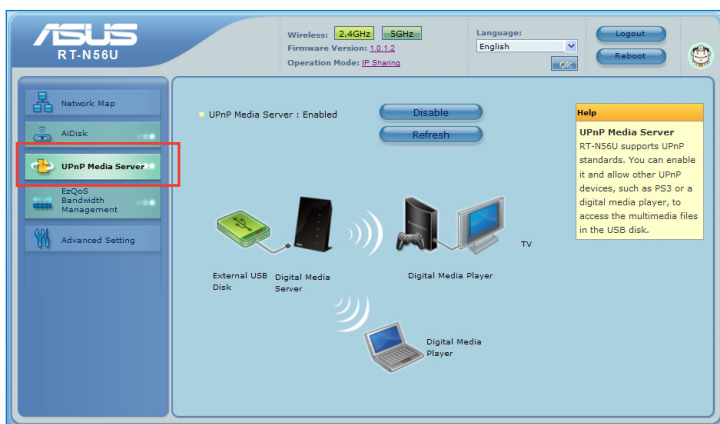 ASUS
RT-N56U
Wireless: 2.4GHz 5GHz
Firmware Version: 1.0.1.2
Operation Mode: IP Sharing
Language:
English
OK
Logout
Reboot
Network Map
AiDisk
UPnP Media Server
EzQoS
Bandwidth
Management
Advanced Setting
UPnP Media Server : Enabled
Disable
Refresh
External USB
Disk
Digital Media
Server
Digital Media Player
TV
Digital Media
Player
Help
UPnP Media Server
RT-N56U supports UPnP
standards. You can enable
it and allow other UPnP
devices, such as PS3 or a
digital media player, to
access the multimedia files
in the USB disk.